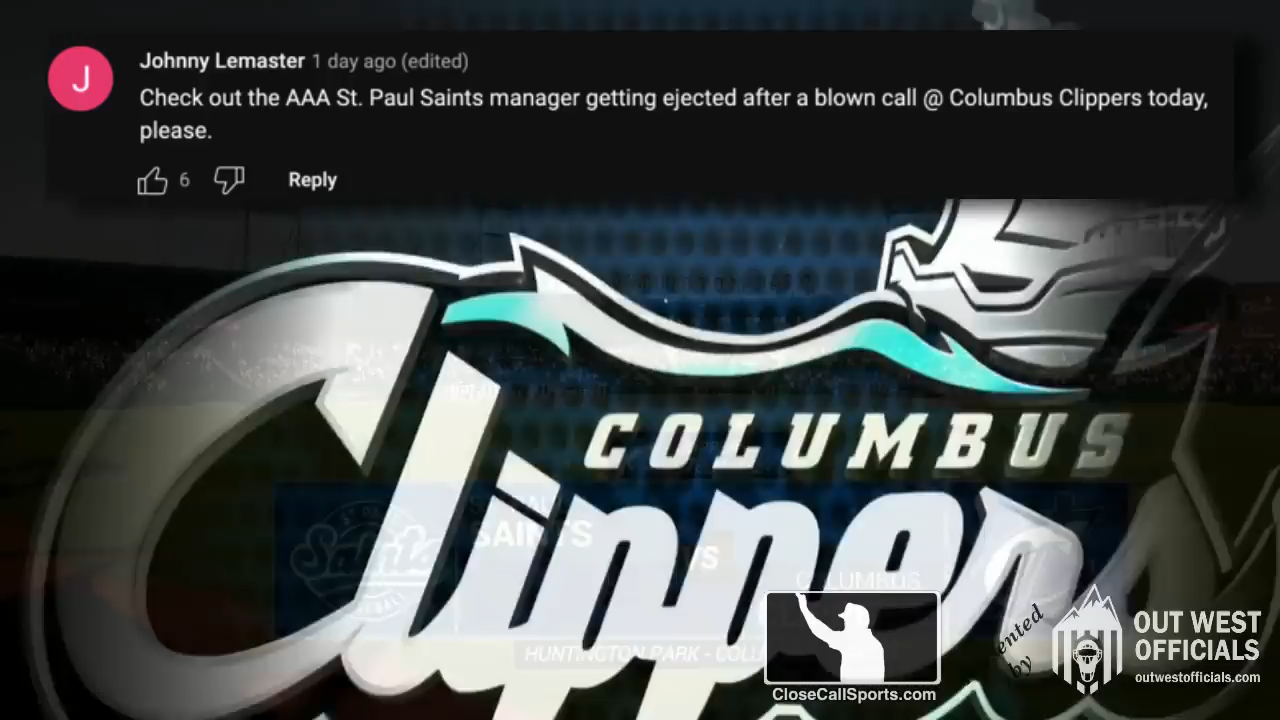 J
Johnny Lemaster 1 day ago (edited)
Check out the AAA St. Paul Saints manager getting ejected after a blown call @ Columbus Clippers today,
please.
6
Reply
COLUMBUS
Clippers
Saints
SAINTS
VS
COLUMBUS
HUNTINGTON PARK - COLU
CloseCallSports.com
ented
by
OUT WEST
OFFICIALS
outwestofficials.com